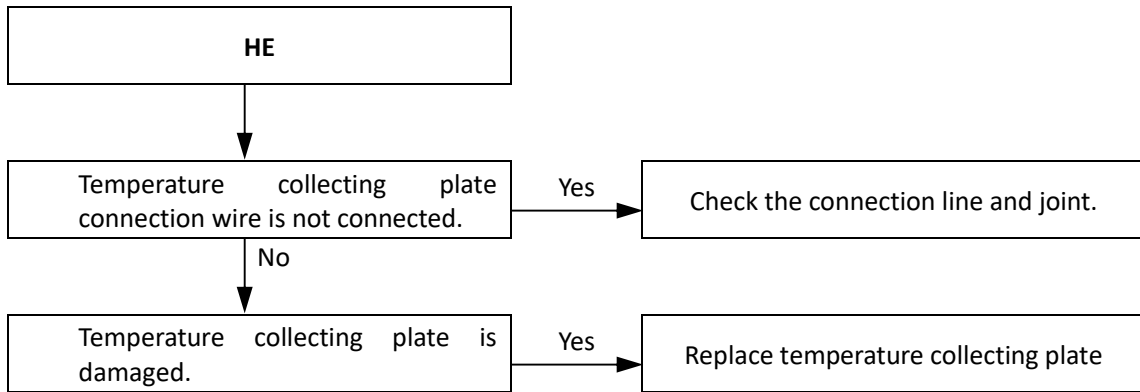 HE
Temperature collecting plate
connection wire is not connected.
Yes
Check the connection line and joint.
No
Temperature collecting plate is
damaged.
Yes
Replace temperature collecting plate